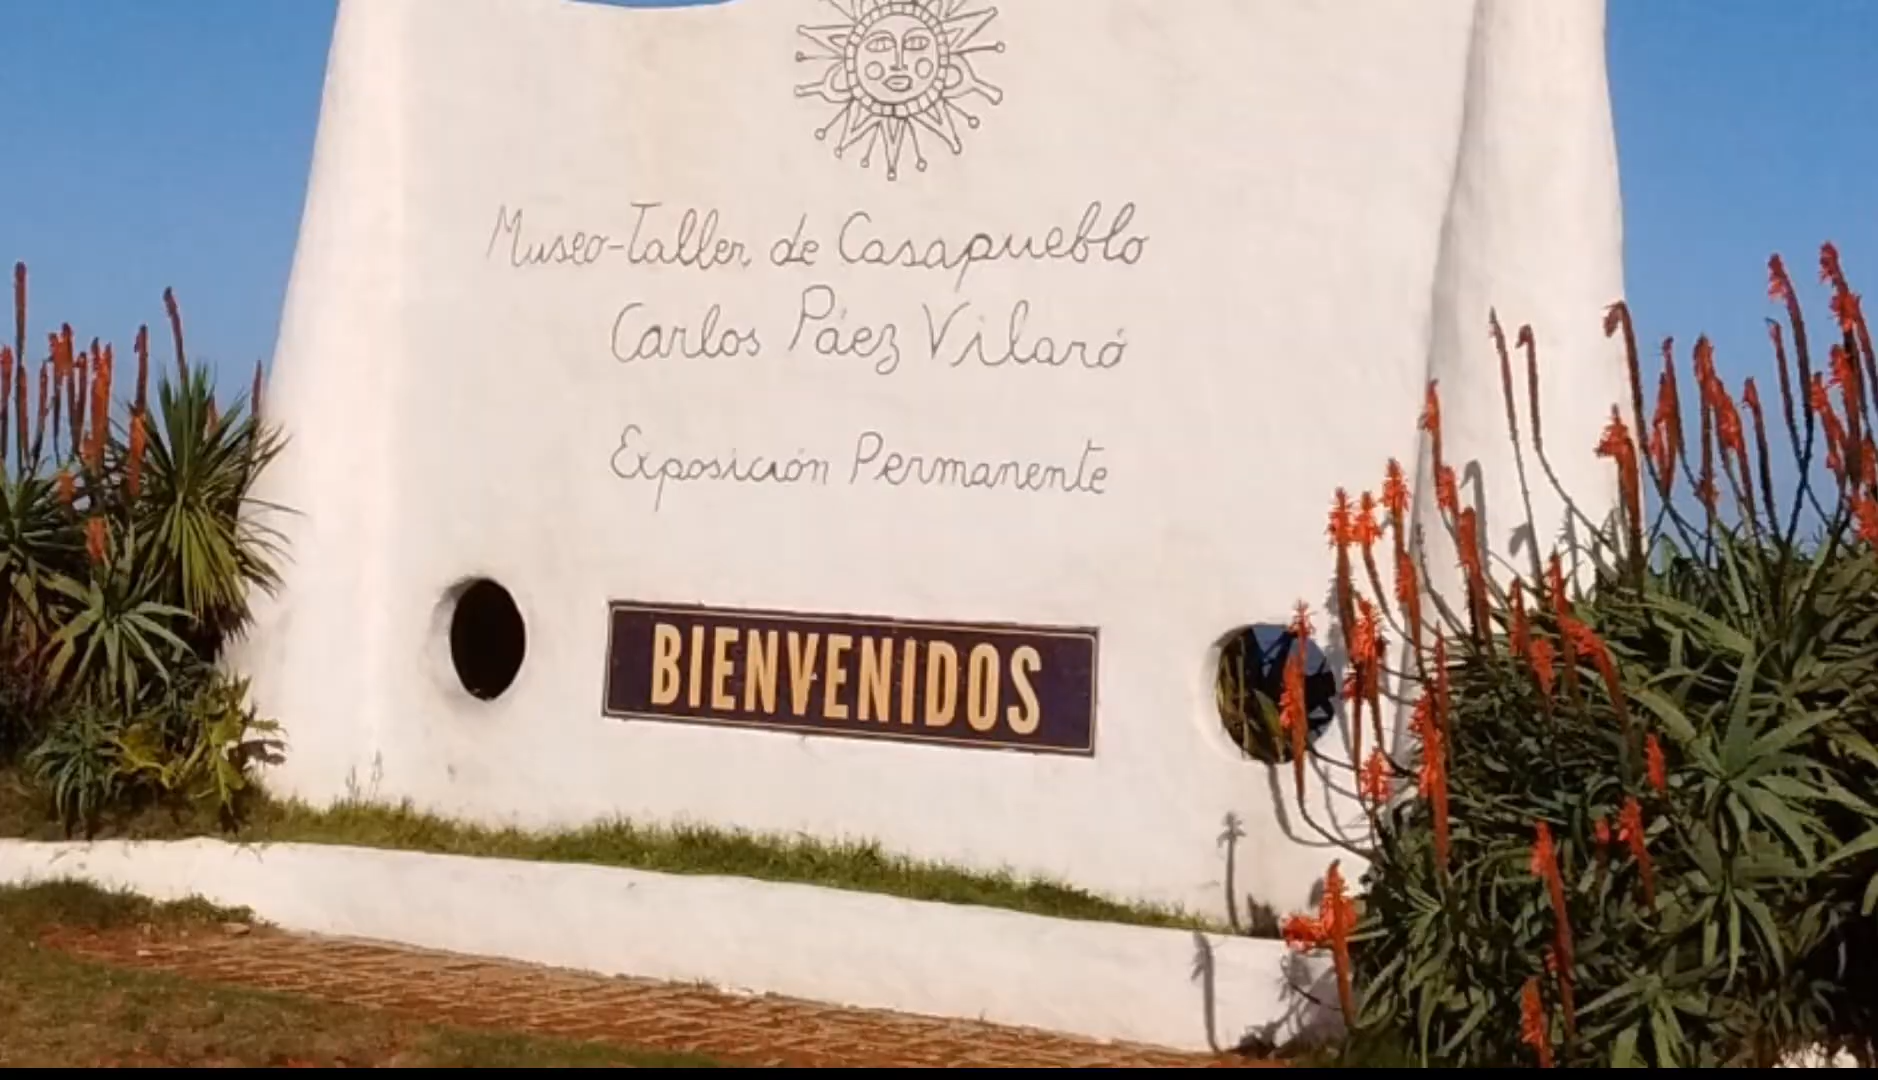 Museo-Taller de Casapueblo
Carlos Páez Vilaró
Exposición Permanente
BIENVENIDOS